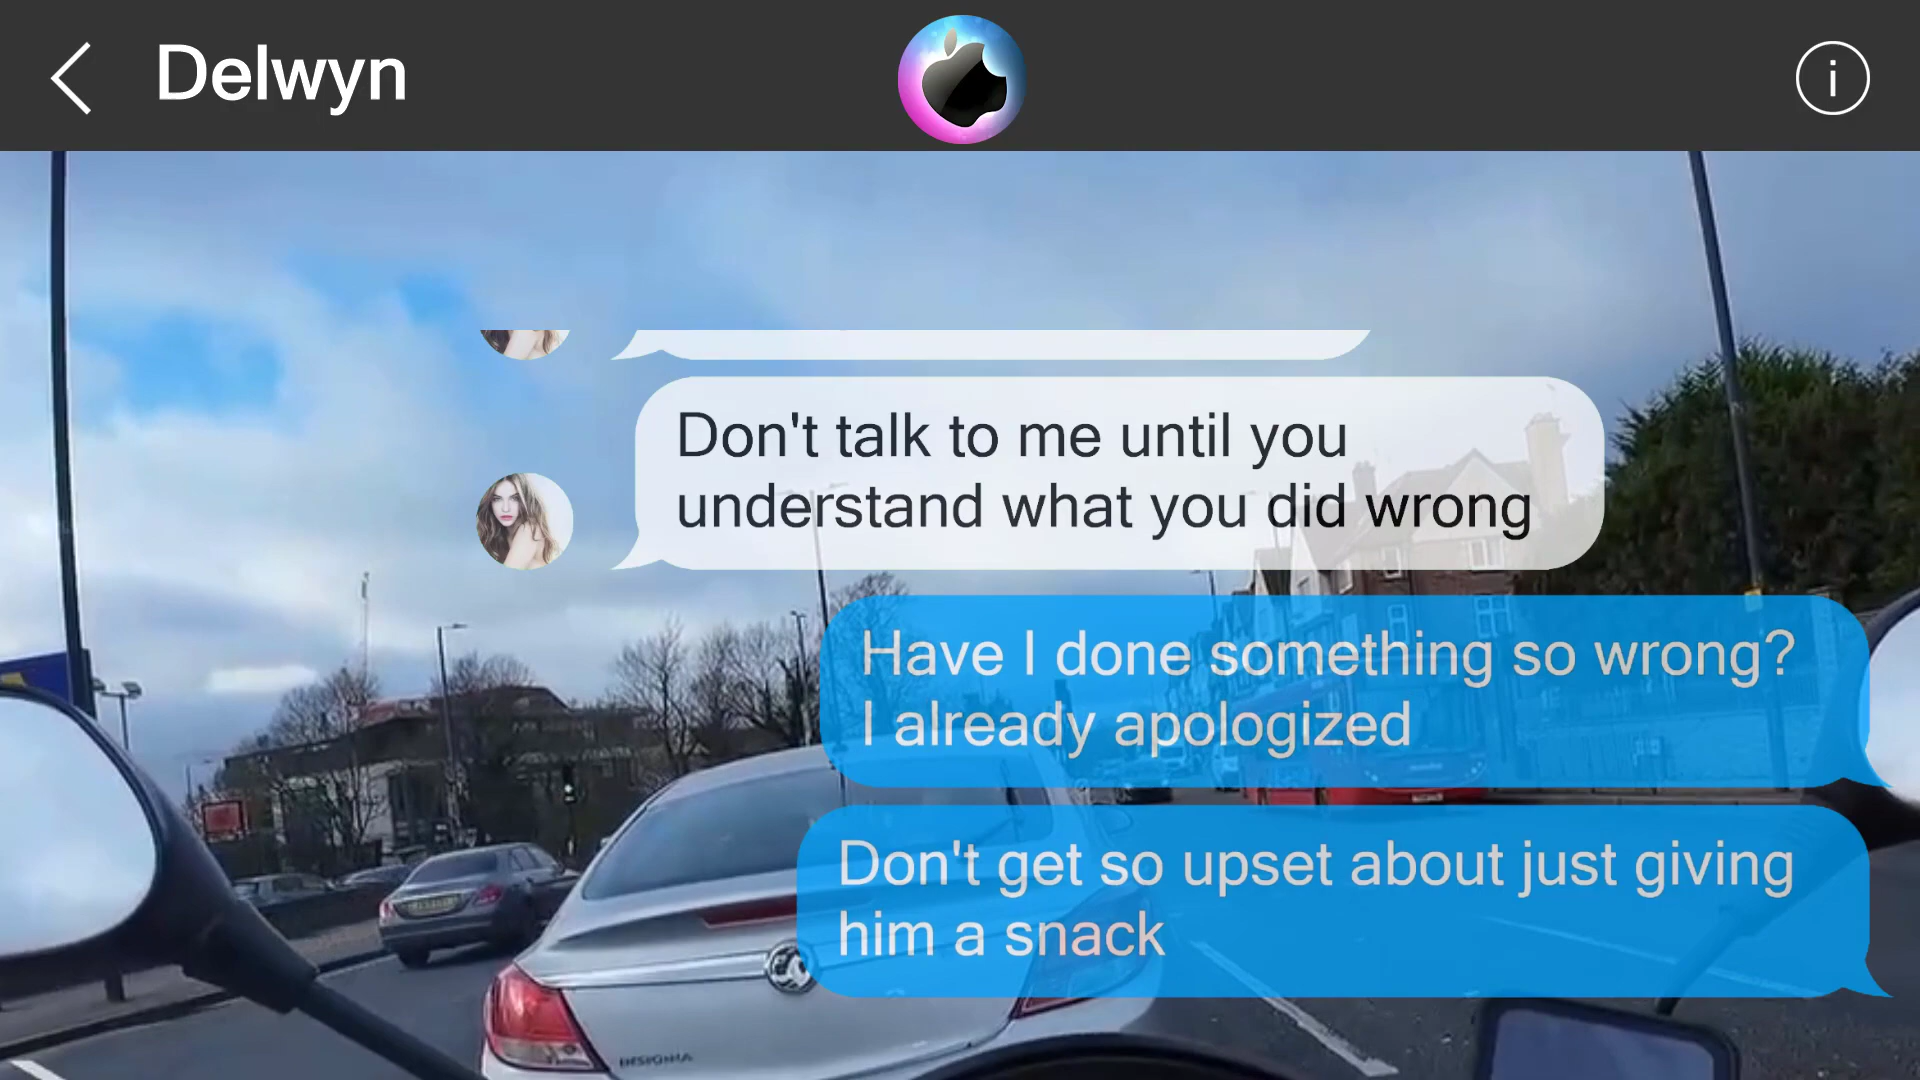 Delwyn
i
Don't talk to me until you
understand what you did wrong
Have I done something so wrong?
I already apologized
Don't get so upset about just giving
him a snack